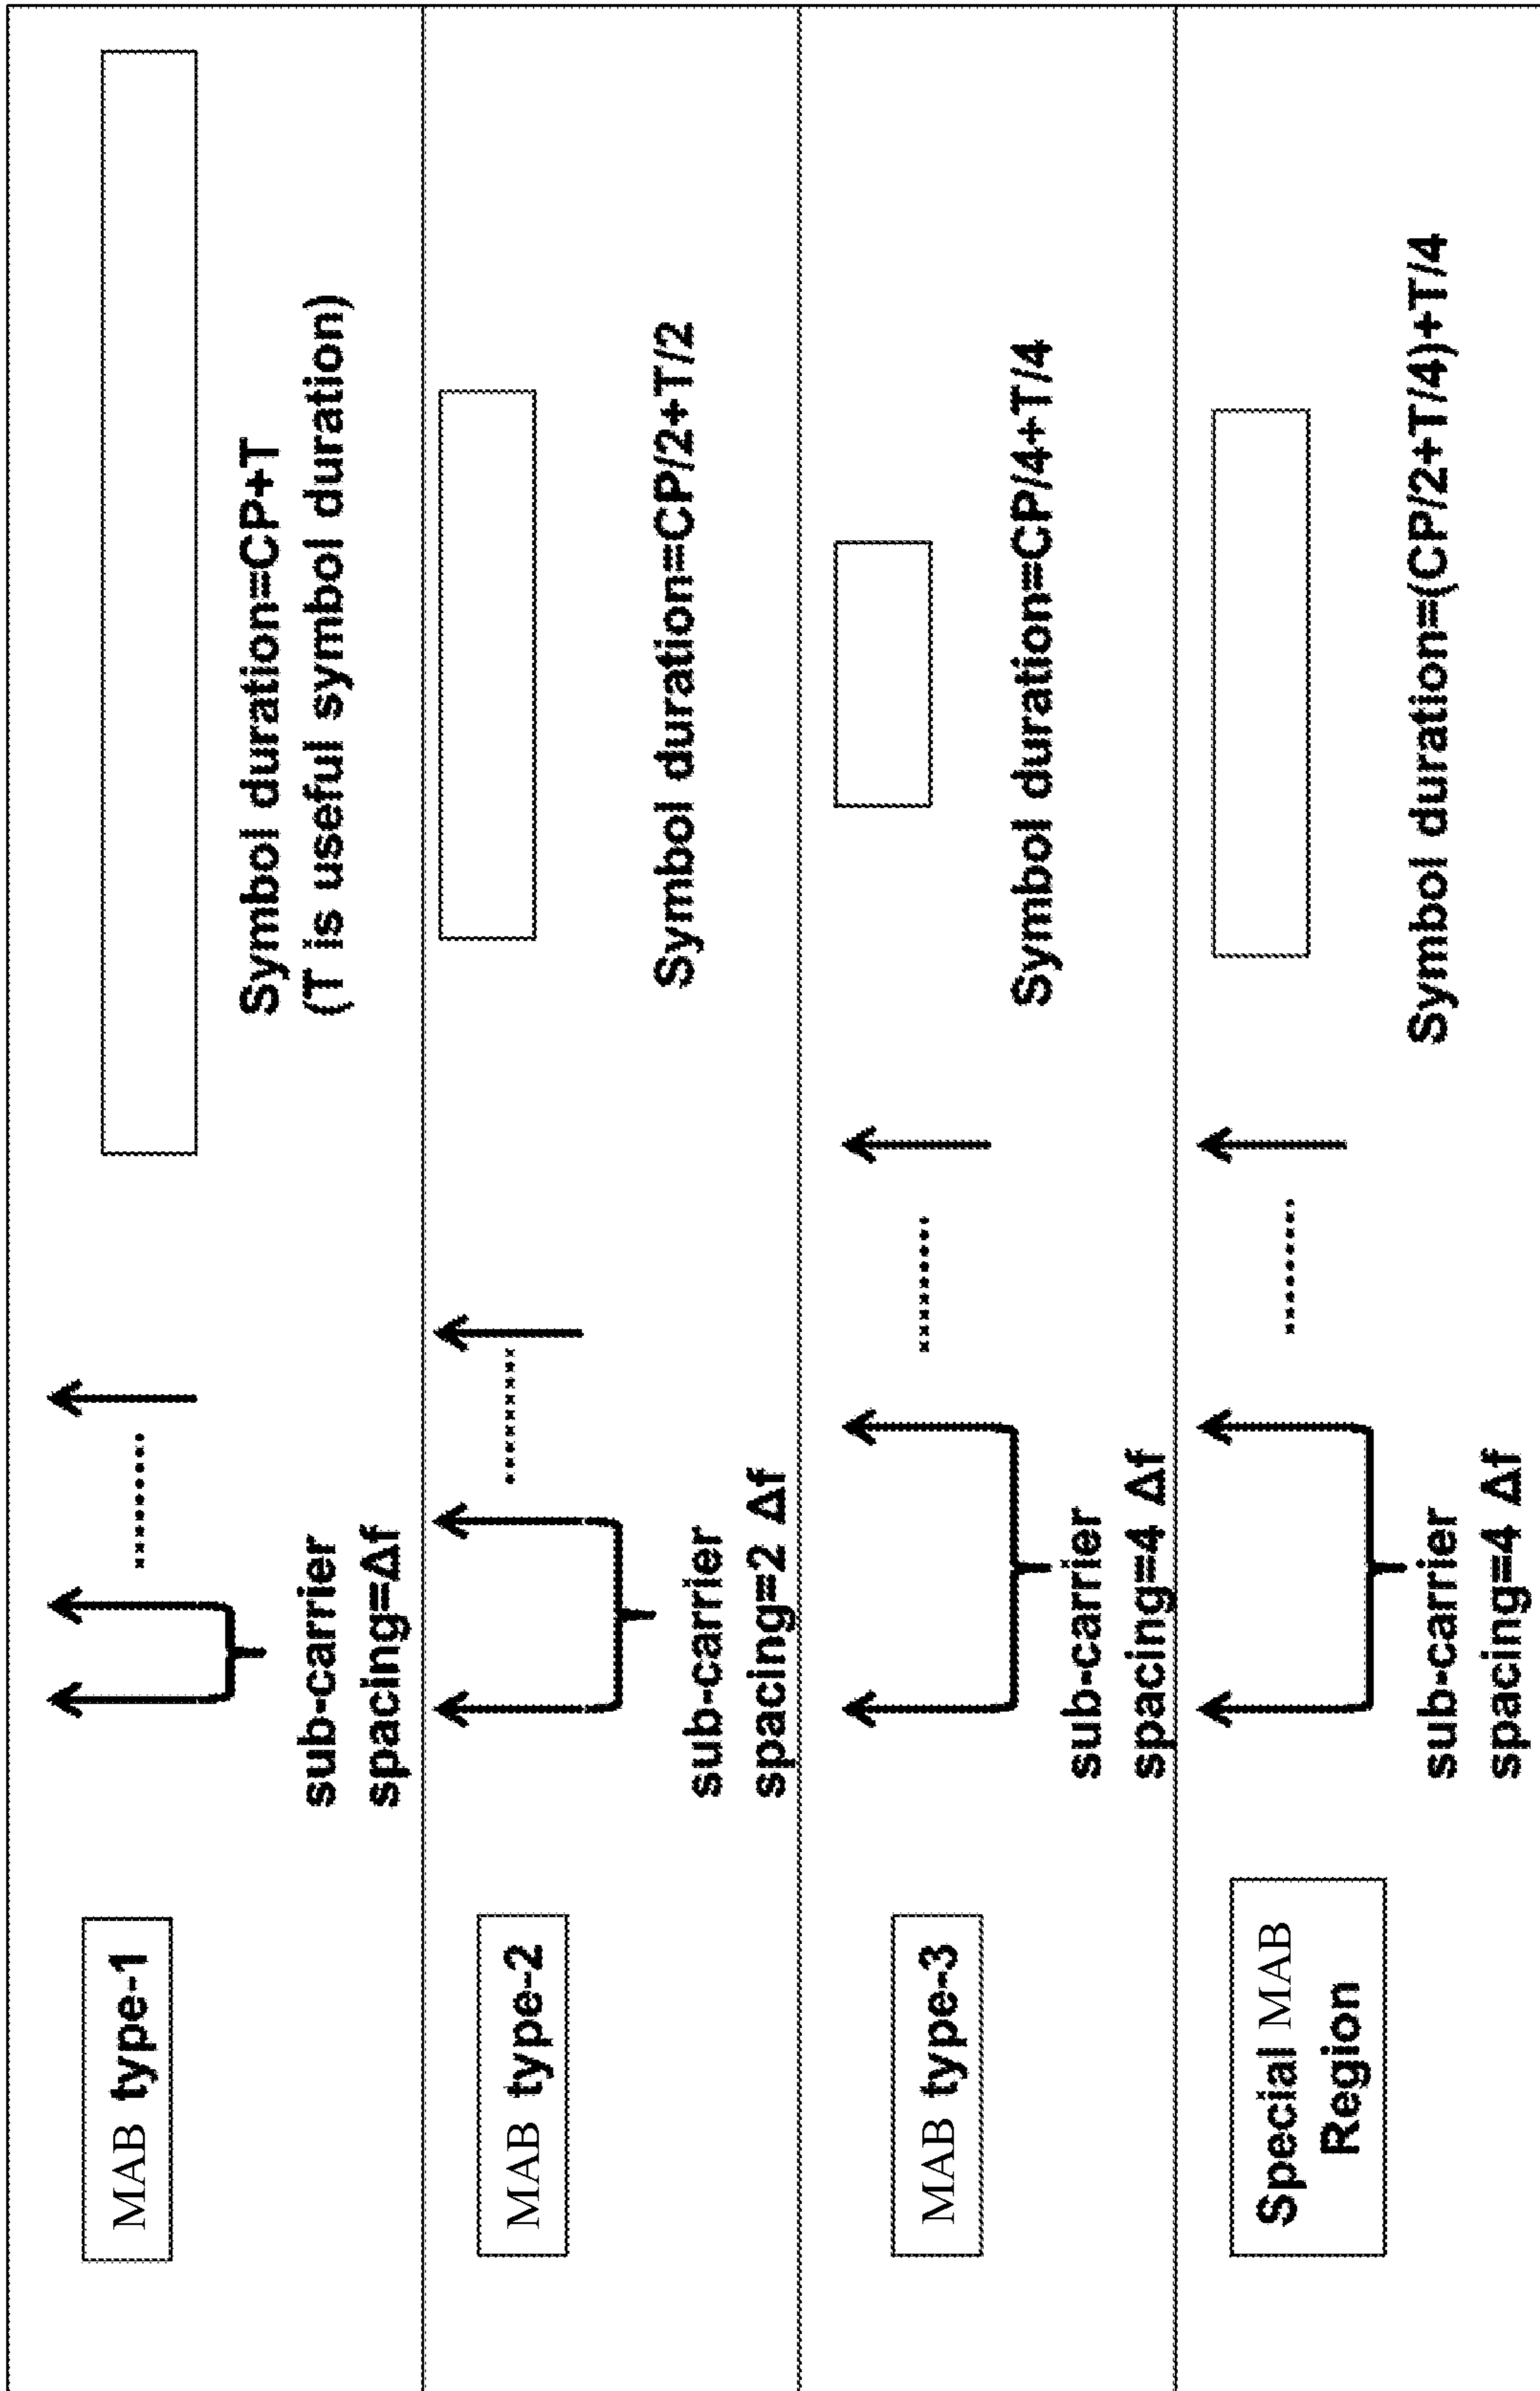 MAB type-1
sub-carrier
spacing=Δf
Symbol duration=CP+T
(T is useful symbol duration)
MAB type-2
sub-carrier
spacing=2 Δf
Symbol duration=CP/2+T/2
MAB type-3
sub-carrier
spacing=4 Δf
Symbol duration=CP/4+T/4
Special MAB
Region
sub-carrier
spacing=4 Δf
Symbol duration=(CP/2+T/4)+T/4